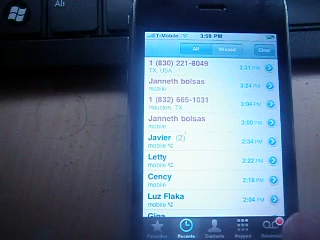 Alt
T-Mobile 3:59 PM
All Missed Clear
1 (830) 221-8049 3:31 PM
TX, USA
Janneth bolsas 3:24 PM
mobile
1 (832) 665-1031 3:04 PM
Houston, TX
Janneth bolsas 3:00 PM
mobile
Javier (2) 2:34 PM
mobile
Letty 2:22 PM
mobile
Cency 2:18 PM
mobile
Luz Flaka 2:04 PM
mobile
Gina
Favorites Recents Contacts Keypad Voicemail